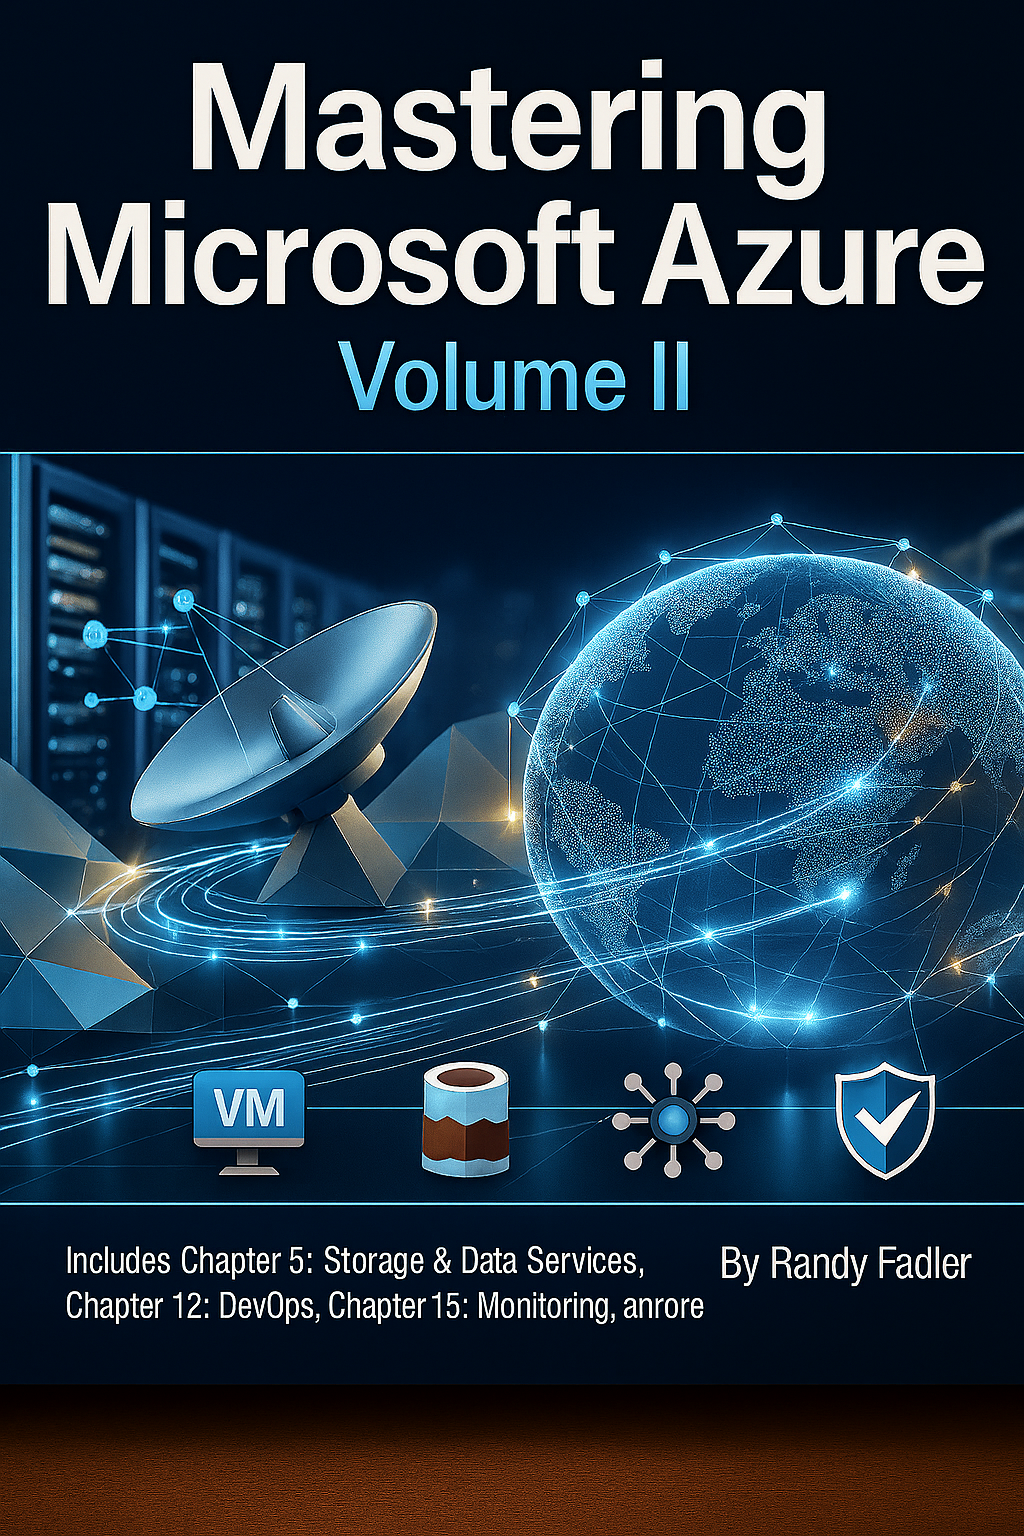 Mastering
Microsoft Azure
Volume II
VM
Includes Chapter 5: Storage & Data Services,
Chapter 12: DevOps, Chapter 15: Monitoring, anrore
By Randy Fadler